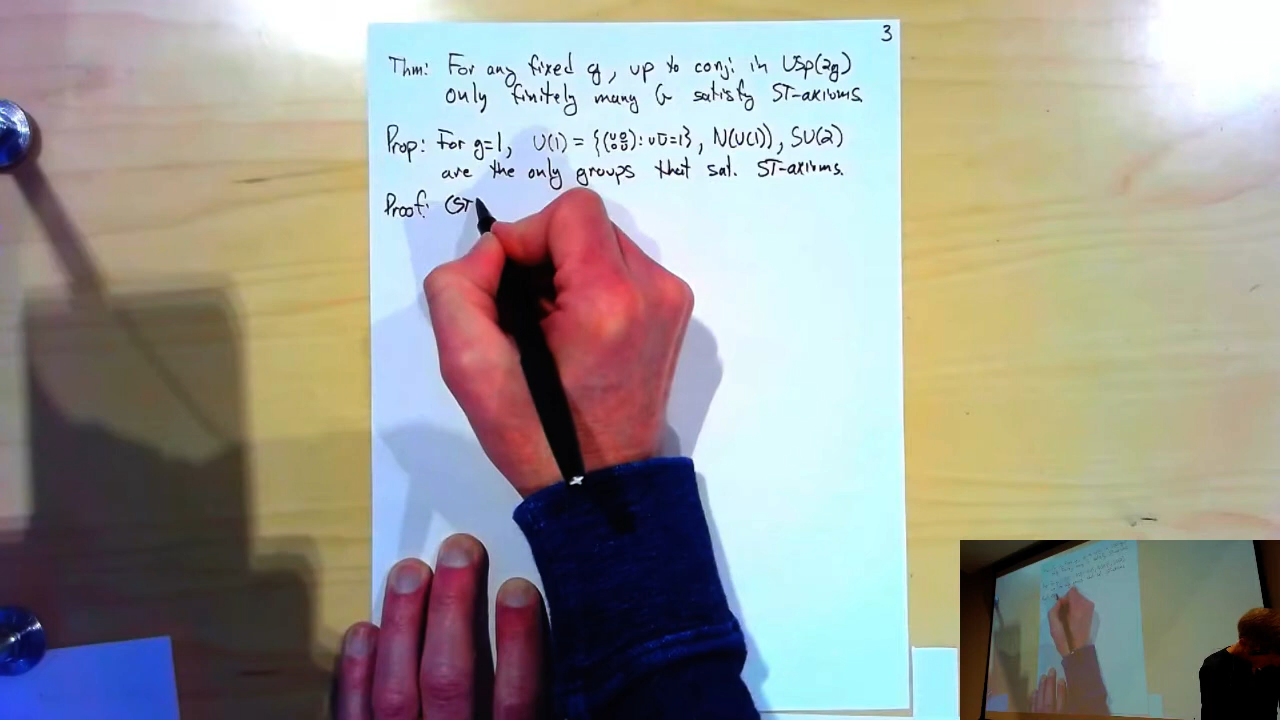 3
Thm: For any fixed g, up to conj. in USp(2g)
only finitely many G satisfy ST-axioms.
Prop: For g=1, U(1) = {(u 0 0 ū): uū=1}, N(U(1)), SU(2)
are the only groups that sat. ST-axioms.
Proof: (ST